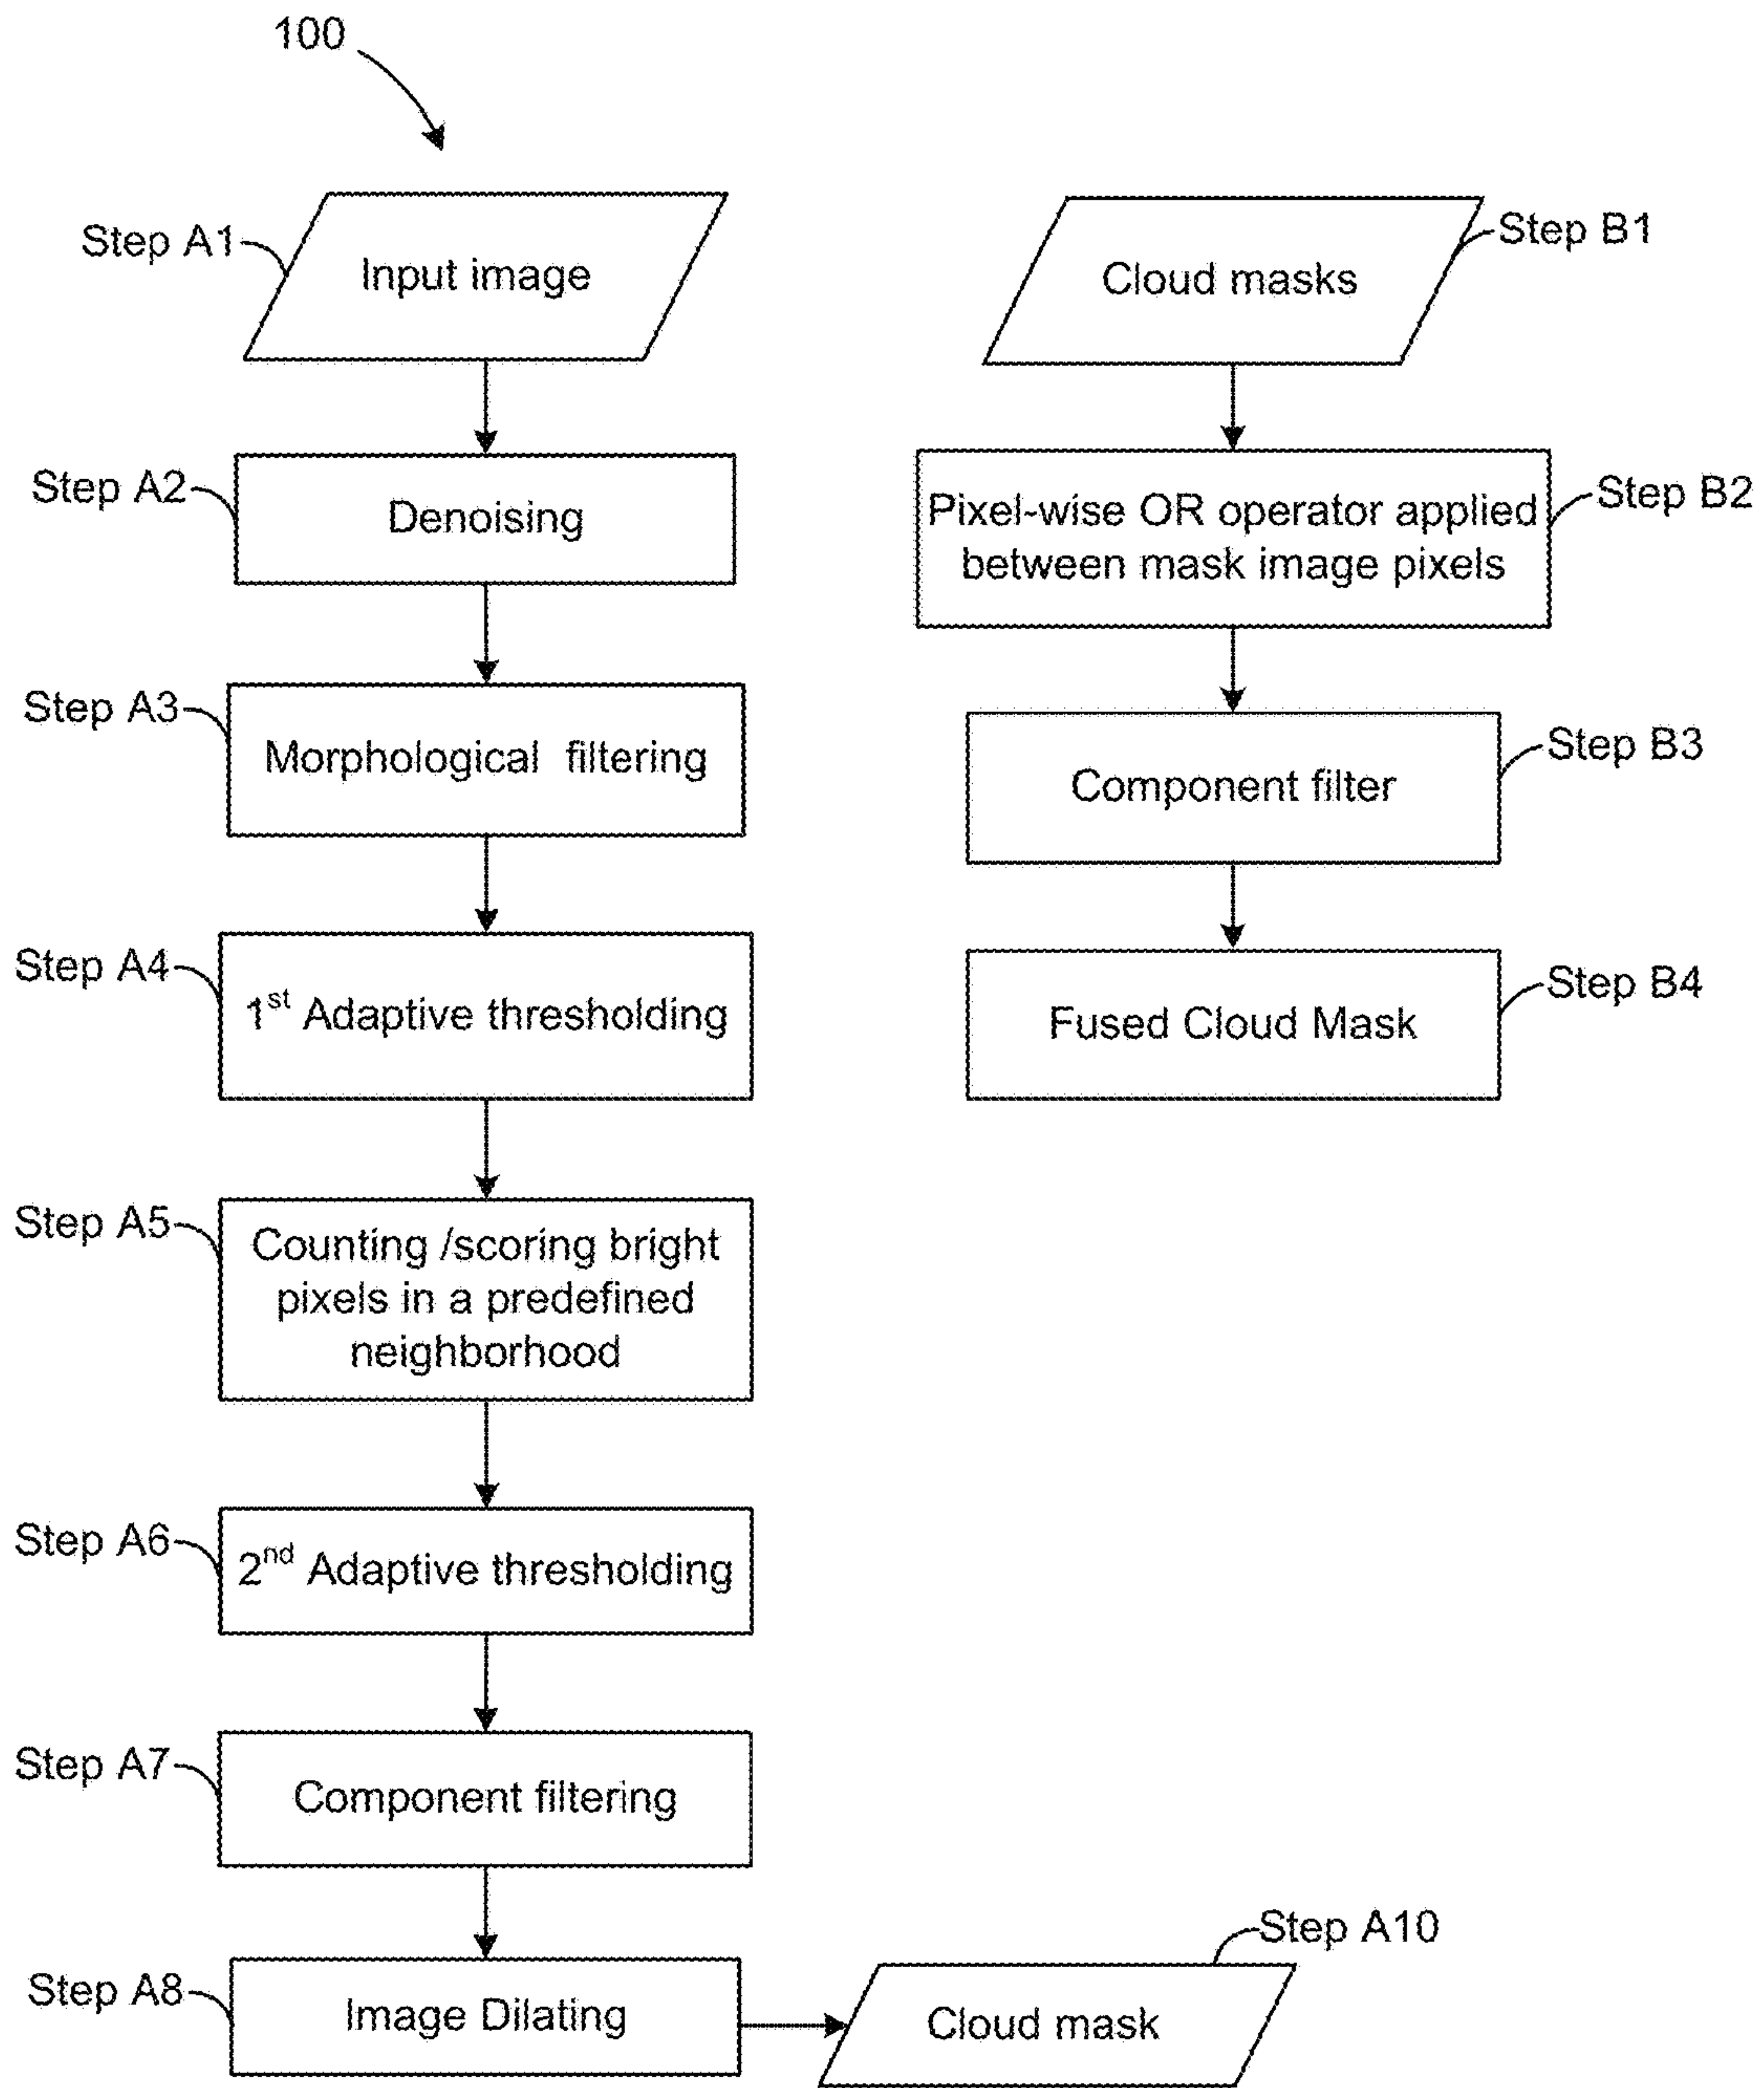 100
Step A1
Input image
Step A2
Denoising
Step A3
Morphological filtering
Step A4
1st Adaptive thresholding
Step A5
Counting /scoring bright
pixels in a predefined
neighborhood
Step A6
2nd Adaptive thresholding
Step A7
Component filtering
Step A8
Image Dilating
Step A10
Cloud mask
Step B1
Cloud masks
Step B2
Pixel-wise OR operator applied
between mask image pixels
Step B3
Component filter
Step B4
Fused Cloud Mask